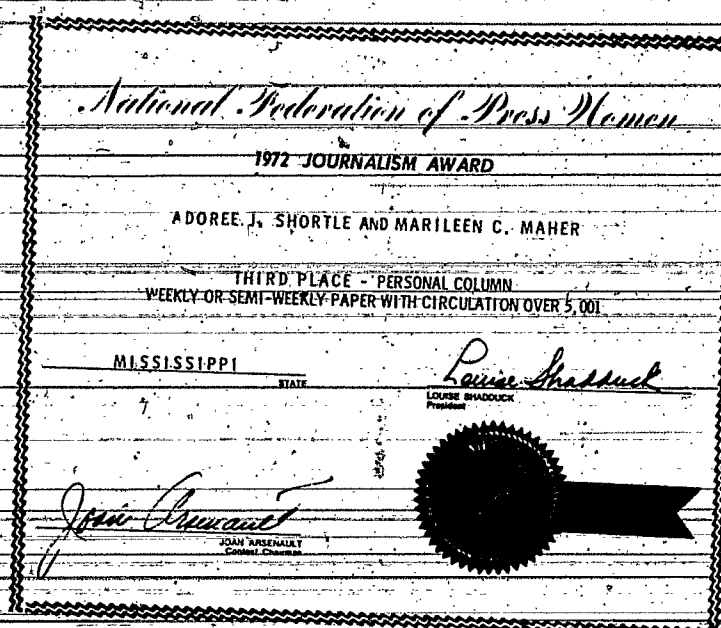 National Federation of Press Women
1972 JOURNALISM AWARD
ADOREE J. SHORTLE AND MARILEEN C. MAHER
THIRD PLACE - PERSONAL COLUMN
WEEKLY OR SEMI-WEEKLY PAPER WITH CIRCULATION OVER 5,001
MISSISSIPPI
STATE
Louise Shadduck
LOUISE SHADDUCK
President
Joan Arsenault
JOAN ARSENAULT
Contest Chairman